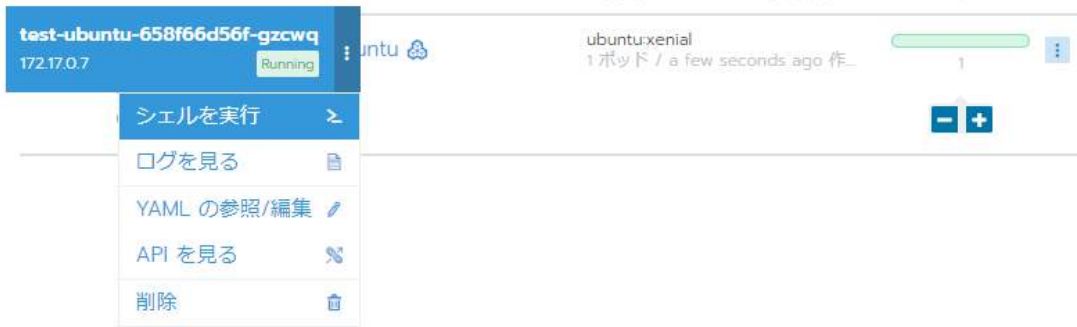 test-ubuntu-658f66d56f-gzcwq
172.17.0.7
Running
untu
ubuntu:xenial
1 ポッド / a few seconds ago 作...
1
シェルを実行
ログを見る
YAML の参照/編集
API を見る
削除